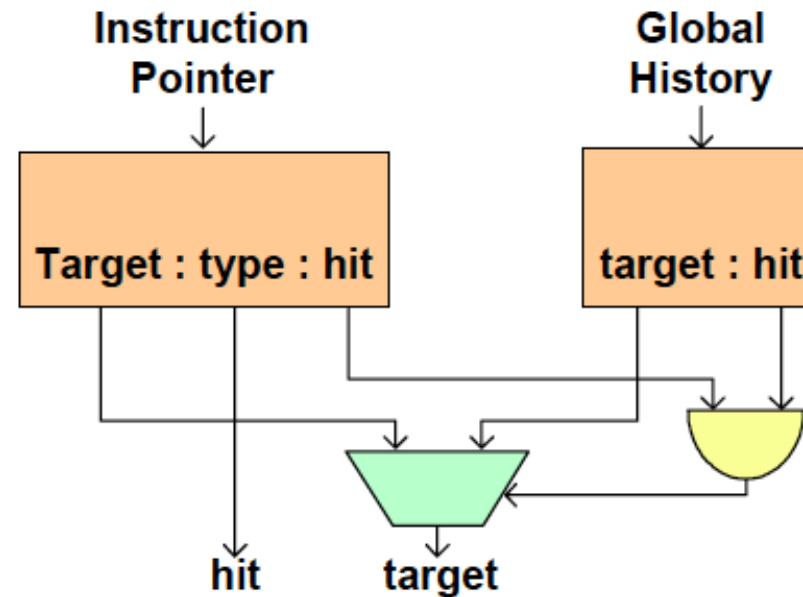 Instruction
Pointer
Global
History
Target : type : hit
target : hit
hit
target